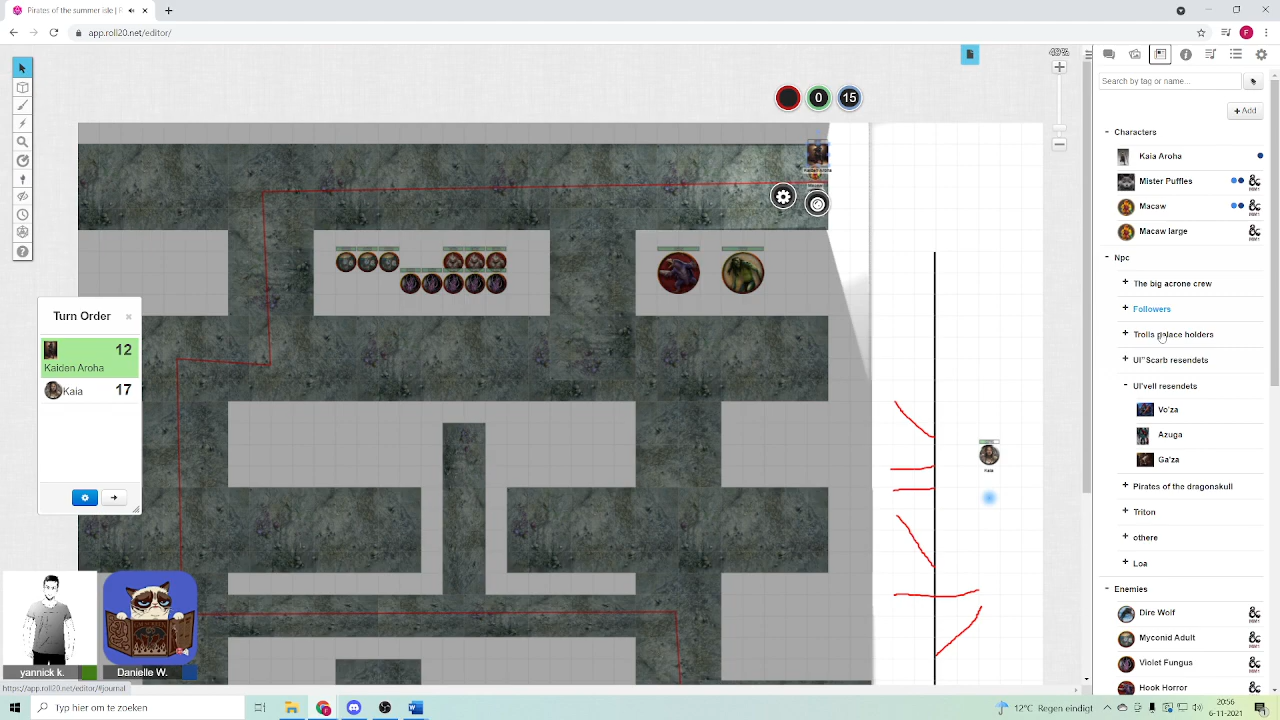 Pirates of the summer isle | R
app.roll20.net/editor/
F
Search by tag or name...
+ Add
0
15
Characters
Kaia Aroha
Mister Puffles
Macaw
Macaw large
Npc
The big acrone crew
Followers
Trolls palace holders
Ul"Scarb resendets
Ul'vell resendets
Vo'za
Azuga
Ga'za
Pirates of the dragonskull
Triton
othere
Loa
Enemies
Dire Wolf
Myconid Adult
Violet Fungus
Hook Horror
Turn Order
12
Kaiden Aroha
17
Kaia
yannick k.
Danielle W.
https://app.roll20.net/editor/#journal
Typ hier om te zoeken
12°C Regen eindigt
20:56
6-11-2021